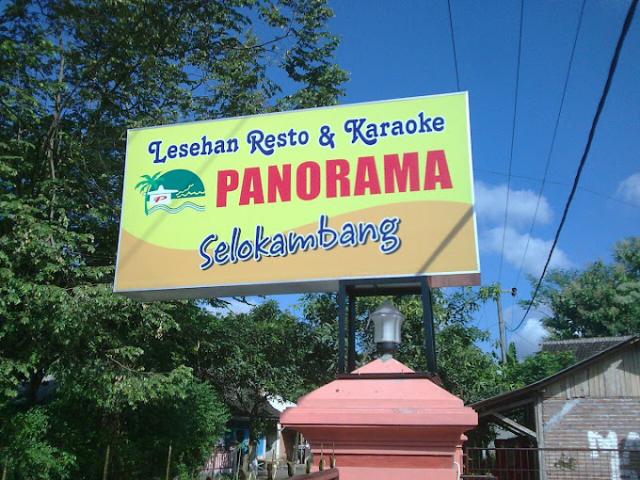 Lesehan Resto & Karaoke
PANORAMA
P
Selokambang